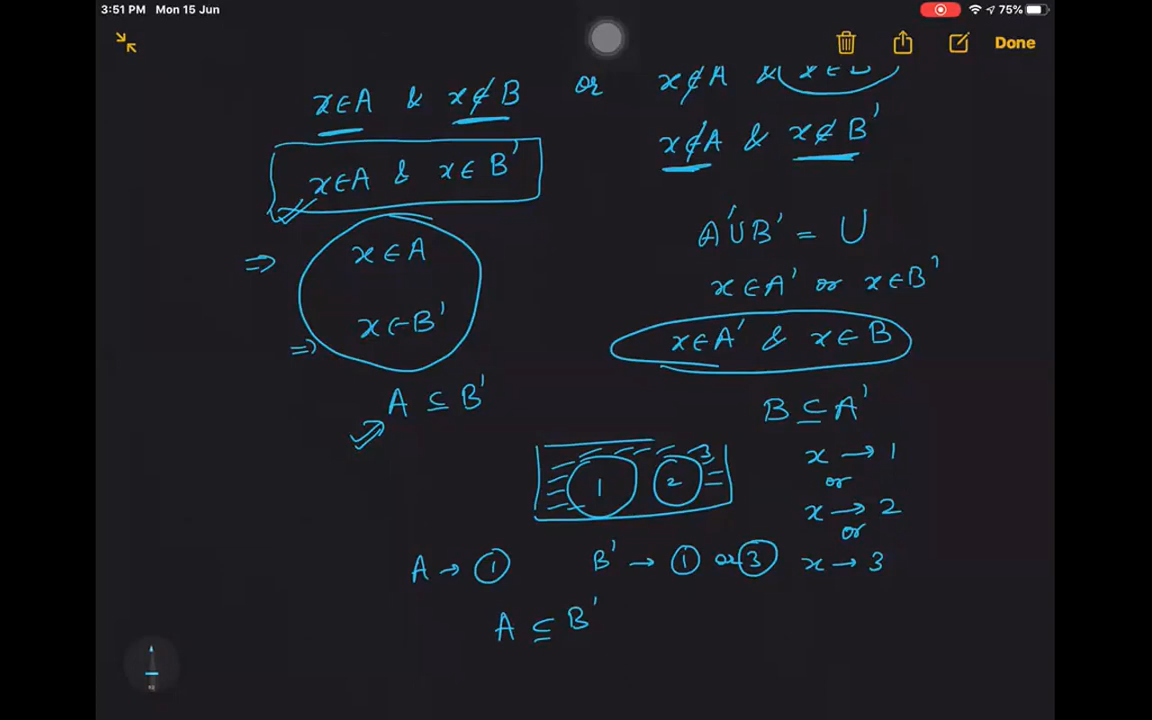 3:51 PM Mon 15 Jun
75%
Done
x∈A & x∉B or x∉A & x∈B
x∉A & x∉B'
x∈A & x∈B'
A'∪B' = U
⇒ x∈A
x∈A' or x∈B'
⇒ x∈B'
x∈A' & x∈B
A ⊆ B'
B ⊆ A'
x → 1
or
1 2 3
x → 2
or
A → 1 B' → 1 or 3 x → 3
A ⊆ B'